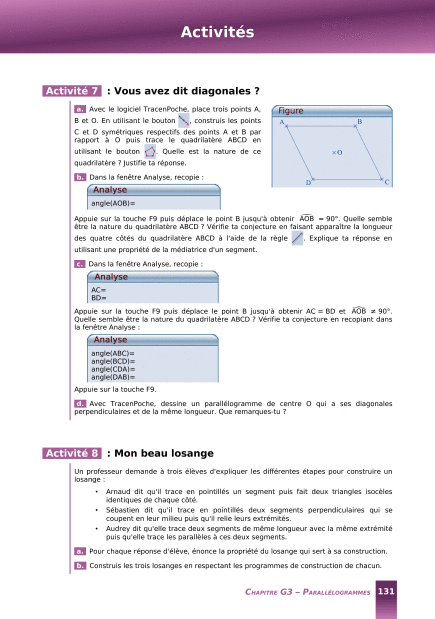 Activités
Activité 7 : Vous avez dit diagonales ?
a. Avec le logiciel TracenPoche, place trois points A,
B et O. En utilisant le bouton , construis les points
C et D symétriques respectifs des points A et B par
rapport à O puis trace le quadrilatère ABCD en
utilisant le bouton . Quelle est la nature de ce
quadrilatère ? Justifie ta réponse.
Figure
A
B
O
D
C
b. Dans la fenêtre Analyse, recopie :
Analyse
angle(AOB)=
Appuie sur la touche F9 puis déplace le point B jusqu'à obtenir AOB = 90°. Quelle semble
être la nature du quadrilatère ABCD ? Vérifie ta conjecture en faisant apparaître la longueur
des quatre côtés du quadrilatère ABCD à l'aide de la règle . Explique ta réponse en
utilisant une propriété de la médiatrice d'un segment.
c. Dans la fenêtre Analyse, recopie :
Analyse
AC=
BD=
Appuie sur la touche F9 puis déplace le point B jusqu'à obtenir AC = BD et AOB ≠ 90°.
Quelle semble être la nature du quadrilatère ABCD ? Vérifie ta conjecture en recopiant dans
la fenêtre Analyse :
Analyse
angle(ABC)=
angle(BCD)=
angle(CDA)=
angle(DAB)=
Appuie sur la touche F9.
d. Avec TracenPoche, dessine un parallélogramme de centre O qui a ses diagonales
perpendiculaires et de la même longueur. Que remarques-tu ?
Activité 8 : Mon beau losange
Un professeur demande à trois élèves d'expliquer les différentes étapes pour construire un
losange :
• Arnaud dit qu'il trace en pointillés un segment puis fait deux triangles isocèles
identiques de chaque côté.
• Sébastien dit qu'il trace en pointillés deux segments perpendiculaires qui se
coupent en leur milieu puis qu'il relie leurs extrémités.
• Audrey dit qu'elle trace deux segments de même longueur avec la même extrémité
puis qu'elle trace les parallèles à ces deux segments.
a. Pour chaque réponse d'élève, énonce la propriété du losange qui sert à sa construction.
b. Construis les trois losanges en respectant les programmes de construction de chacun.
Chapitre G3 – Parallélogrammes 131